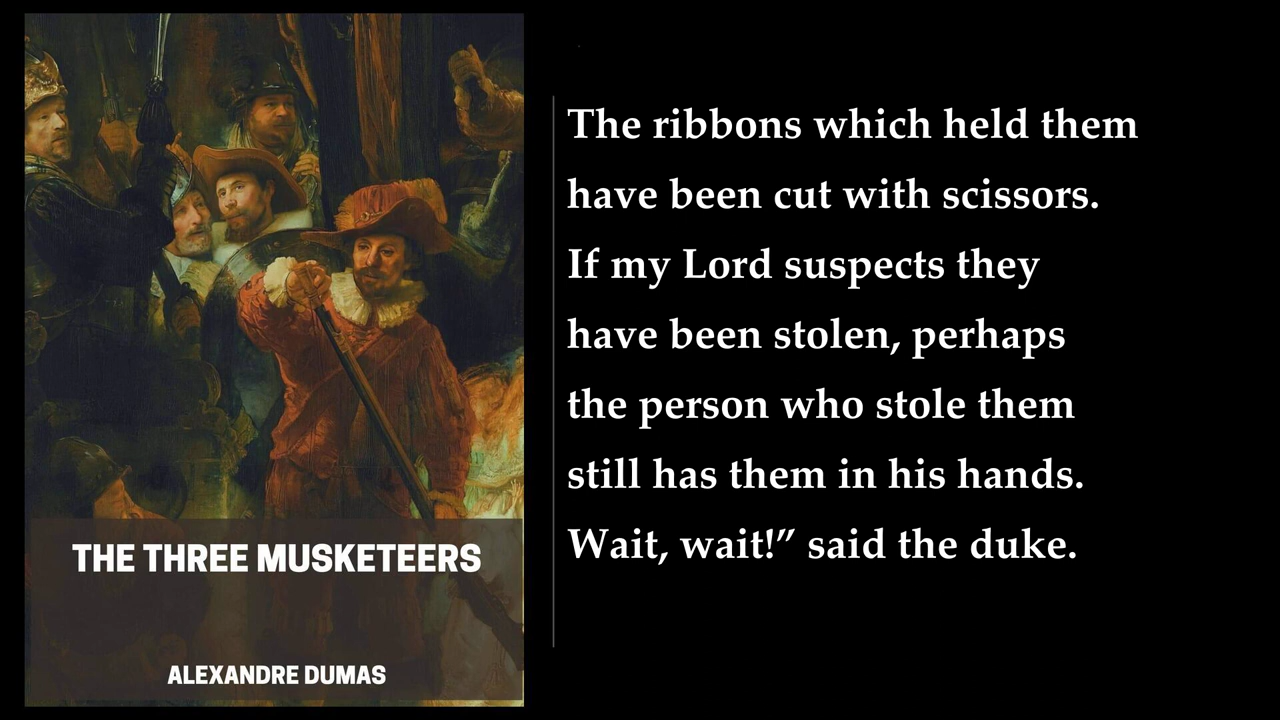 THE THREE MUSKETEERS
ALEXANDRE DUMAS
The ribbons which held them
have been cut with scissors.
If my Lord suspects they
have been stolen, perhaps
the person who stole them
still has them in his hands.
Wait, wait!” said the duke.